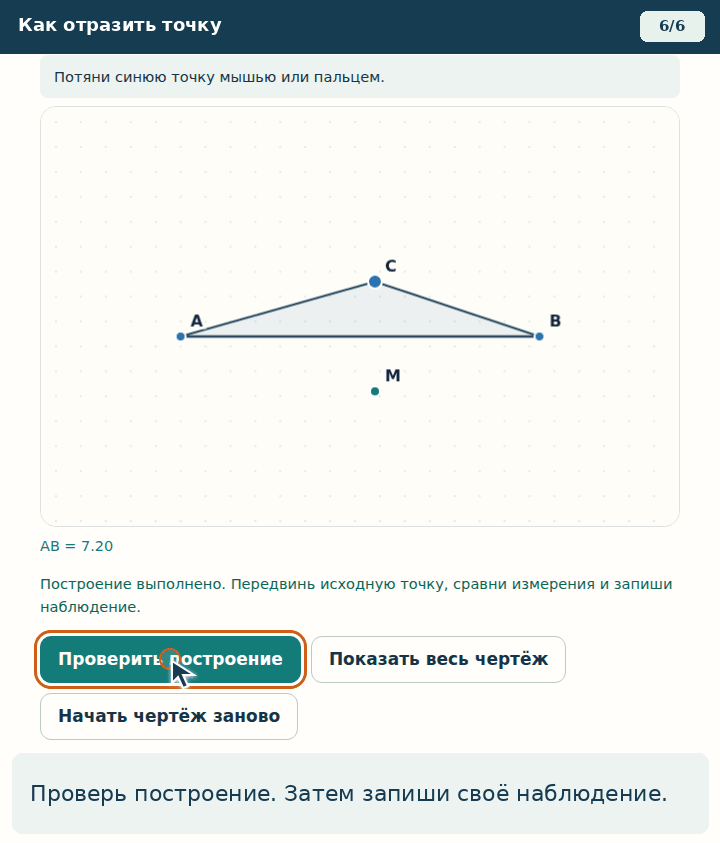 Как отразить точку
6/6
Потяни синюю точку мышью или пальцем.
C
A
B
M
AB = 7.20
Построение выполнено. Передвинь исходную точку, сравни измерения и запиши
наблюдение.
Проверить построение
Показать весь чертёж
Начать чертёж заново
Проверь построение. Затем запиши своё наблюдение.